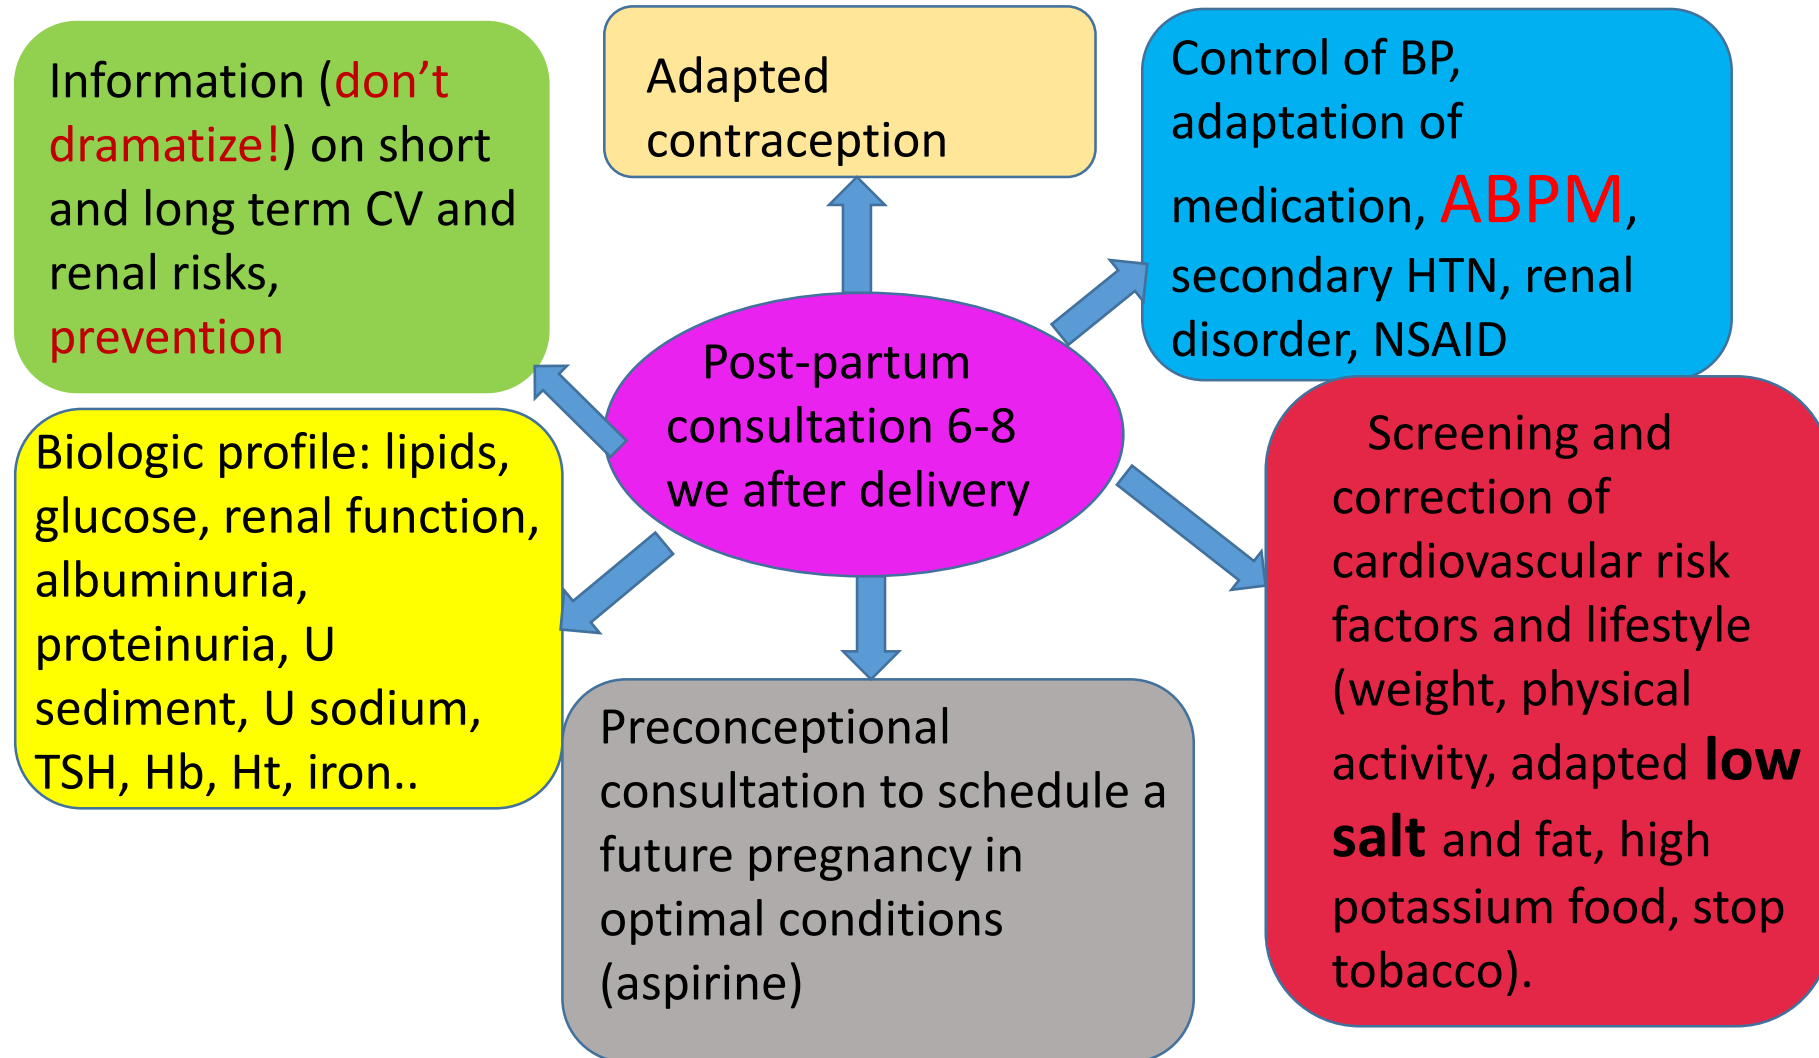 Information (don’t
dramatize!) on short
and long term CV and
renal risks,
prevention
Adapted
contraception
Control of BP,
adaptation of
medication, ABPM,
secondary HTN, renal
disorder, NSAID
Post-partum
consultation 6-8
we after delivery
Biologic profile: lipids,
glucose, renal function,
albuminuria,
proteinuria, U
sediment, U sodium,
TSH, Hb, Ht, iron..
Preconceptional
consultation to schedule a
future pregnancy in
optimal conditions
(aspirine)
Screening and
correction of
cardiovascular risk
factors and lifestyle
(weight, physical
activity, adapted low
salt and fat, high
potassium food, stop
tobacco).